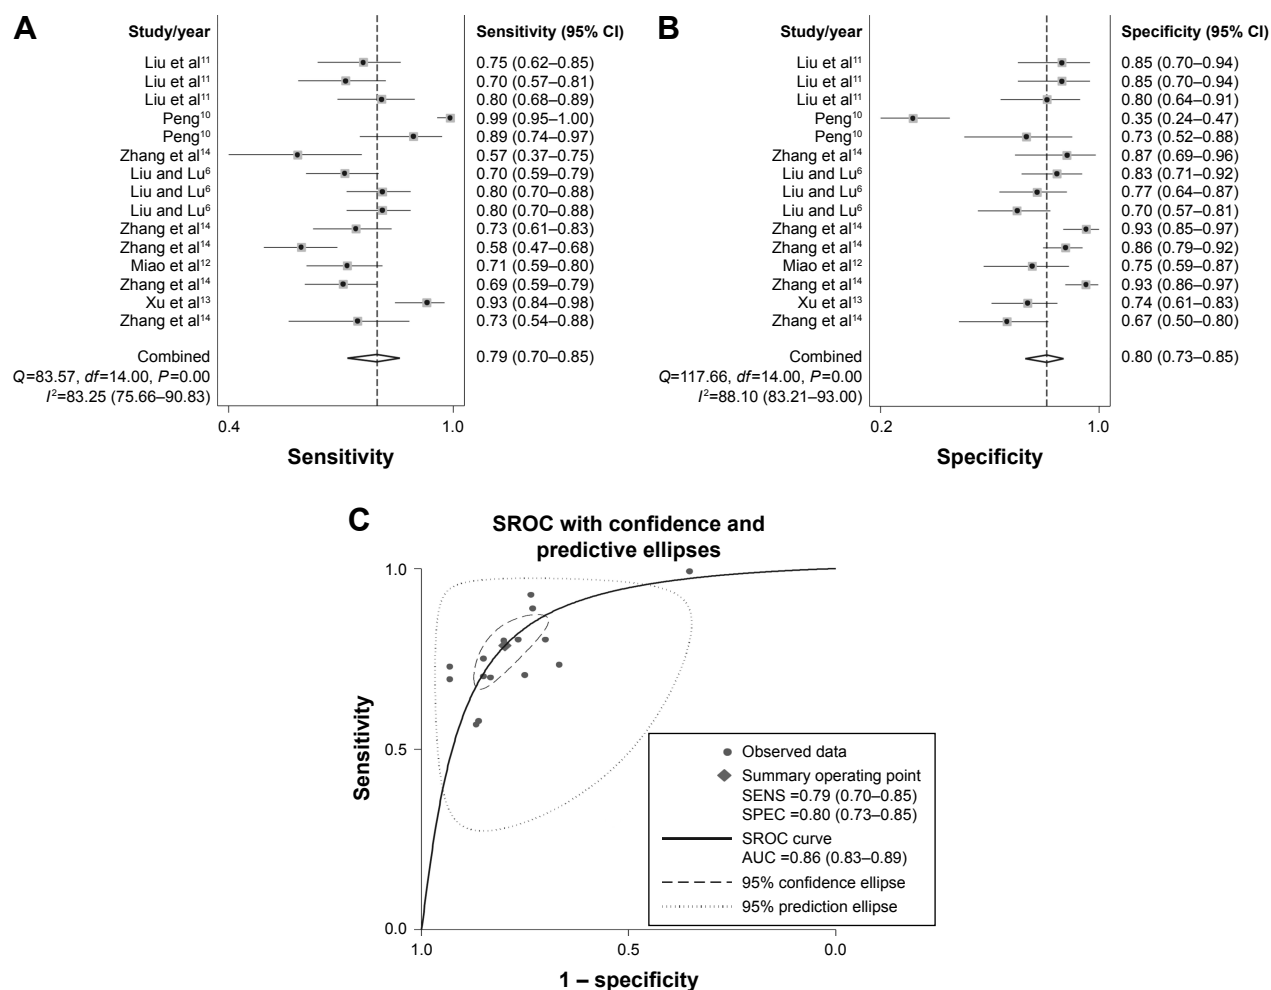 A
Study/year Sensitivity (95% CI)
Liu et al¹¹ 0.75 (0.62–0.85)
Liu et al¹¹ 0.70 (0.57–0.81)
Liu et al¹¹ 0.80 (0.68–0.89)
Peng¹⁰ 0.99 (0.95–1.00)
Peng¹⁰ 0.89 (0.74–0.97)
Zhang et al¹⁴ 0.57 (0.37–0.75)
Liu and Lu⁶ 0.70 (0.59–0.79)
Liu and Lu⁶ 0.80 (0.70–0.88)
Liu and Lu⁶ 0.80 (0.70–0.88)
Zhang et al¹⁴ 0.73 (0.61–0.83)
Zhang et al¹⁴ 0.58 (0.47–0.68)
Miao et al¹² 0.71 (0.59–0.80)
Zhang et al¹⁴ 0.69 (0.59–0.79)
Xu et al¹³ 0.93 (0.84–0.98)
Zhang et al¹⁴ 0.73 (0.54–0.88)
Combined 0.79 (0.70–0.85)
Q=83.57, df=14.00, P=0.00
I²=83.25 (75.66–90.83)
0.4 1.0
Sensitivity
B
Study/year Specificity (95% CI)
Liu et al¹¹ 0.85 (0.70–0.94)
Liu et al¹¹ 0.85 (0.70–0.94)
Liu et al¹¹ 0.80 (0.64–0.91)
Peng¹⁰ 0.35 (0.24–0.47)
Peng¹⁰ 0.73 (0.52–0.88)
Zhang et al¹⁴ 0.87 (0.69–0.96)
Liu and Lu⁶ 0.83 (0.71–0.92)
Liu and Lu⁶ 0.77 (0.64–0.87)
Liu and Lu⁶ 0.70 (0.57–0.81)
Zhang et al¹⁴ 0.93 (0.85–0.97)
Zhang et al¹⁴ 0.86 (0.79–0.92)
Miao et al¹² 0.75 (0.59–0.87)
Zhang et al¹⁴ 0.93 (0.86–0.97)
Xu et al¹³ 0.74 (0.61–0.83)
Zhang et al¹⁴ 0.67 (0.50–0.80)
Combined 0.80 (0.73–0.85)
Q=117.66, df=14.00, P=0.00
I²=88.10 (83.21–93.00)
0.2 1.0
Specificity
C
SROC with confidence and
predictive ellipses
1.0
0.5
0.0
Sensitivity
Observed data
Summary operating point
SENS =0.79 (0.70–0.85)
SPEC =0.80 (0.73–0.85)
SROC curve
AUC =0.86 (0.83–0.89)
95% confidence ellipse
95% prediction ellipse
1.0 0.5 0.0
1 – specificity